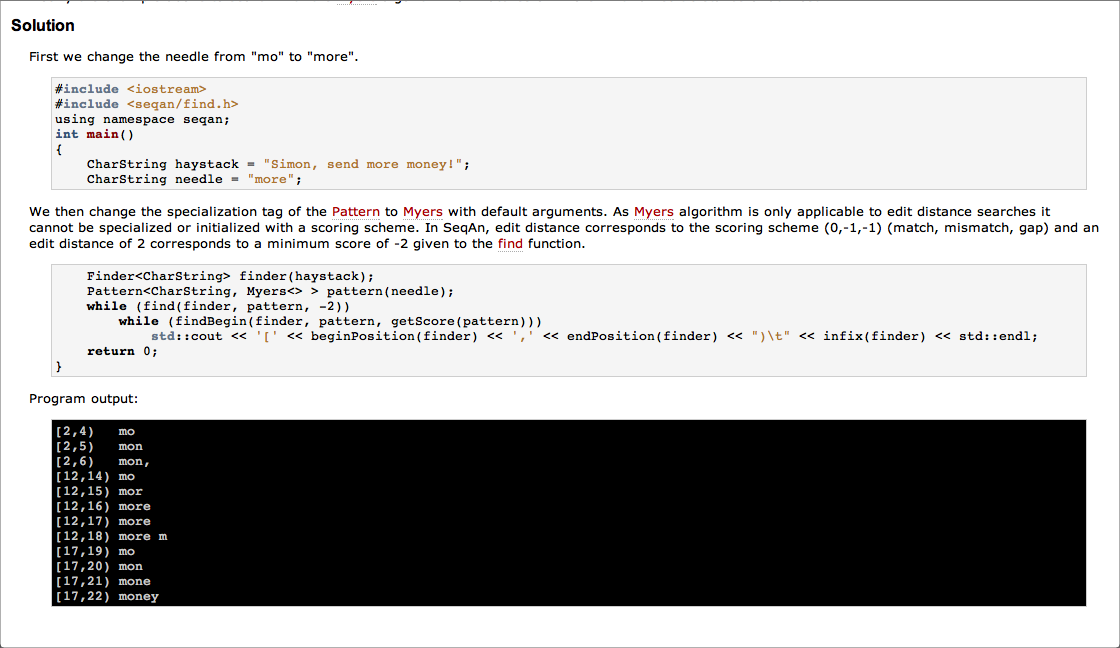 Solution
First we change the needle from "mo" to "more".
#include <iostream>
#include <seqan/find.h>
using namespace seqan;
int main()
{
    CharString haystack = "Simon, send more money!";
    CharString needle = "more";
We then change the specialization tag of the Pattern to Myers with default arguments. As Myers algorithm is only applicable to edit distance searches it
cannot be specialized or initialized with a scoring scheme. In SeqAn, edit distance corresponds to the scoring scheme (0,-1,-1) (match, mismatch, gap) and an
edit distance of 2 corresponds to a minimum score of -2 given to the find function.
    Finder<CharString> finder(haystack);
    Pattern<CharString, Myers<> > pattern(needle);
    while (find(finder, pattern, -2))
        while (findBegin(finder, pattern, getScore(pattern)))
            std::cout << '[' << beginPosition(finder) << ',' << endPosition(finder) << ")\t" << infix(finder) << std::endl;
    return 0;
}
Program output:
[2,4)   mo
[2,5)   mon
[2,6)   mon,
[12,14) mo
[12,15) mor
[12,16) more
[12,17) more
[12,18) more m
[17,19) mo
[17,20) mon
[17,21) mone
[17,22) money